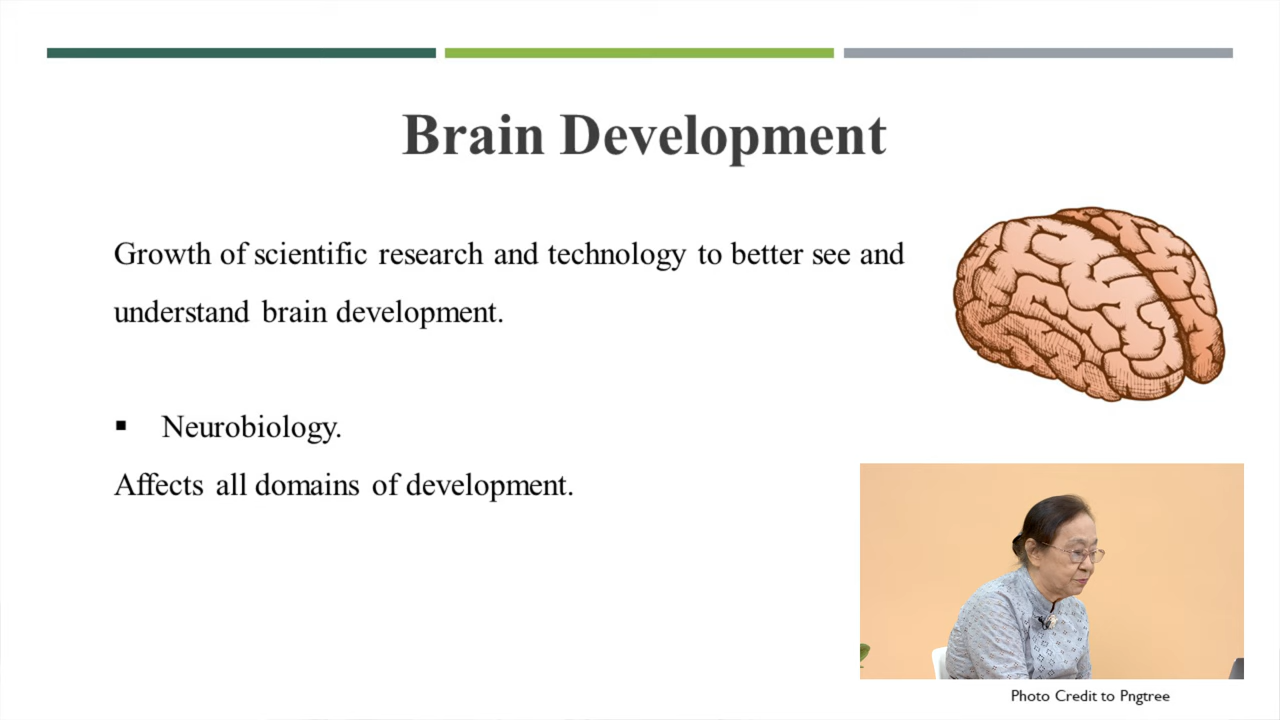 Brain Development
Growth of scientific research and technology to better see and
understand brain development.
▪ Neurobiology.
Affects all domains of development.
Photo Credit to Pngtree